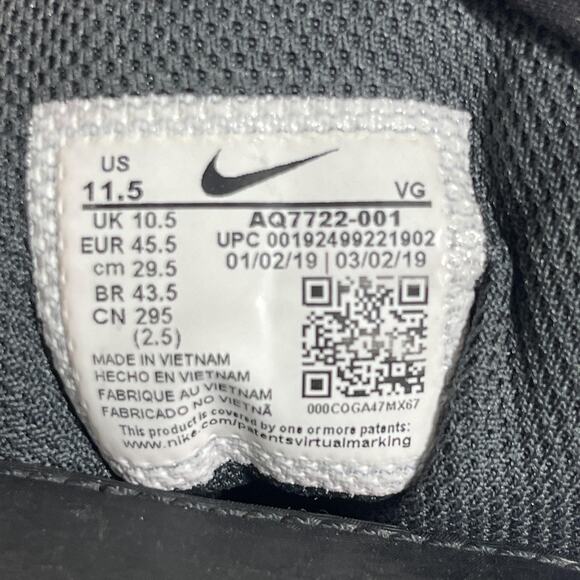 US
11.5 VG
UK 10.5 AQ7722-001
EUR 45.5 UPC 00192499221902
cm 29.5 01/02/19 | 03/02/19
BR 43.5
CN 295
(2.5)
MADE IN VIETNAM
HECHO EN VIETNAM
FABRIQUE AU VIETNAM
FABRICADO NO VIETNÃ
000COGA47MX67
This product is covered by one or more patents:
www.nike.com/patentsvirtualmarking